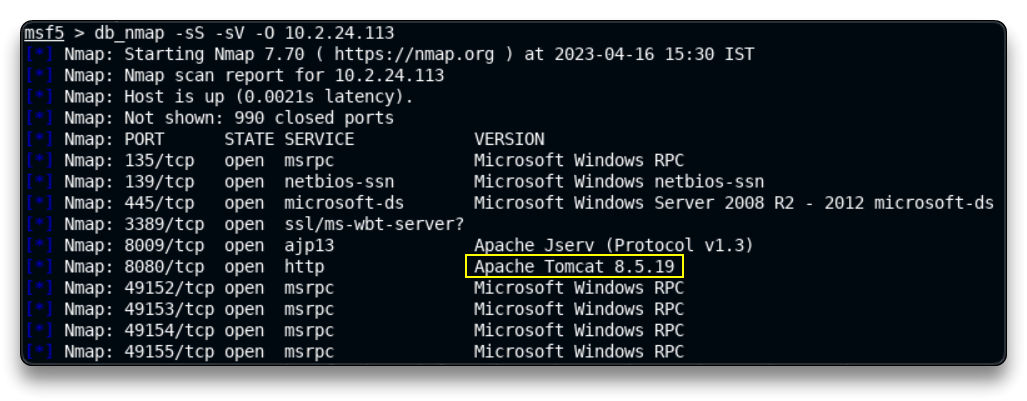 msf5 > db_nmap -sS -sV -O 10.2.24.113
[*] Nmap: Starting Nmap 7.70 ( https://nmap.org ) at 2023-04-16 15:30 IST
[*] Nmap: Nmap scan report for 10.2.24.113
[*] Nmap: Host is up (0.0021s latency).
[*] Nmap: Not shown: 990 closed ports
[*] Nmap: PORT      STATE SERVICE            VERSION
[*] Nmap: 135/tcp   open  msrpc              Microsoft Windows RPC
[*] Nmap: 139/tcp   open  netbios-ssn        Microsoft Windows netbios-ssn
[*] Nmap: 445/tcp   open  microsoft-ds       Microsoft Windows Server 2008 R2 - 2012 microsoft-ds
[*] Nmap: 3389/tcp  open  ssl/ms-wbt-server?
[*] Nmap: 8009/tcp  open  ajp13              Apache Jserv (Protocol v1.3)
[*] Nmap: 8080/tcp  open  http               Apache Tomcat 8.5.19
[*] Nmap: 49152/tcp open  msrpc              Microsoft Windows RPC
[*] Nmap: 49153/tcp open  msrpc              Microsoft Windows RPC
[*] Nmap: 49154/tcp open  msrpc              Microsoft Windows RPC
[*] Nmap: 49155/tcp open  msrpc              Microsoft Windows RPC